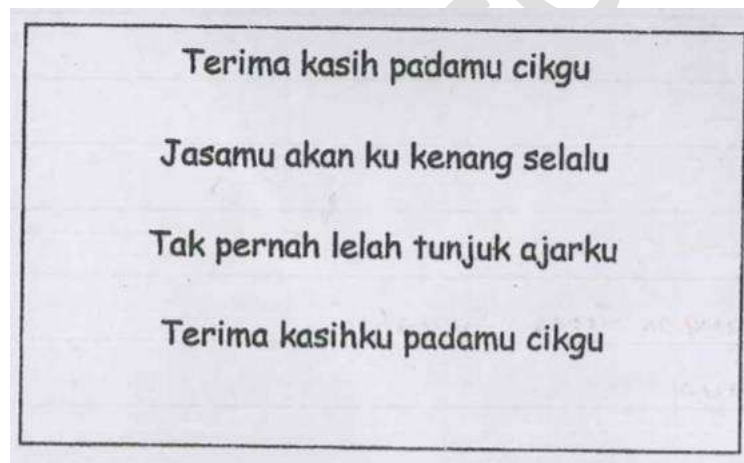 Terima kasih padamu cikgu
Jasamu akan ku kenang selalu
Tak pernah lelah tunjuk ajarku
Terima kasihku padamu cikgu